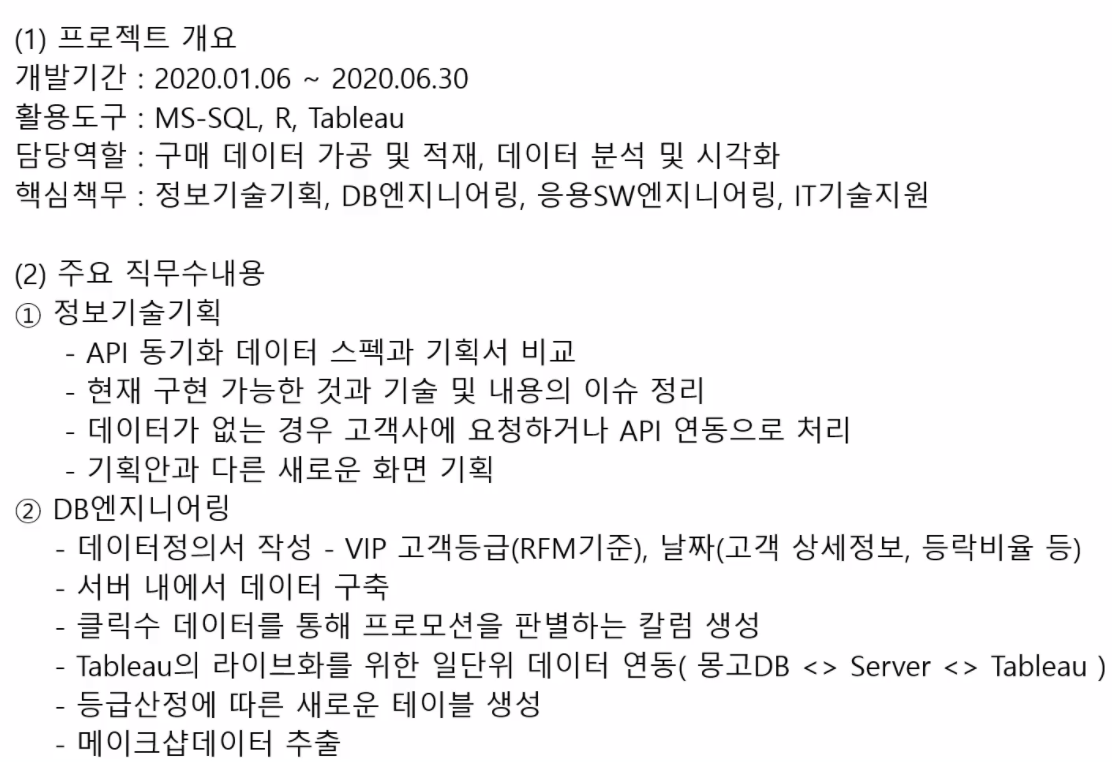 (1) 프로젝트 개요
개발기간 : 2020.01.06 ~ 2020.06.30
활용도구 : MS-SQL, R, Tableau
담당역할 : 구매 데이터 가공 및 적재, 데이터 분석 및 시각화
핵심책무 : 정보기술기획, DB엔지니어링, 응용SW엔지니어링, IT기술지원
(2) 주요 직무수내용
① 정보기술기획
- API 동기화 데이터 스펙과 기획서 비교
- 현재 구현 가능한 것과 기술 및 내용의 이슈 정리
- 데이터가 없는 경우 고객사에 요청하거나 API 연동으로 처리
- 기획안과 다른 새로운 화면 기획
② DB엔지니어링
- 데이터정의서 작성 - VIP 고객등급(RFM기준), 날짜(고객 상세정보, 등락비율 등)
- 서버 내에서 데이터 구축
- 클릭수 데이터를 통해 프로모션을 판별하는 칼럼 생성
- Tableau의 라이브화를 위한 일단위 데이터 연동( 몽고DB <> Server <> Tableau )
- 등급산정에 따른 새로운 테이블 생성
- 메이크샵데이터 추출